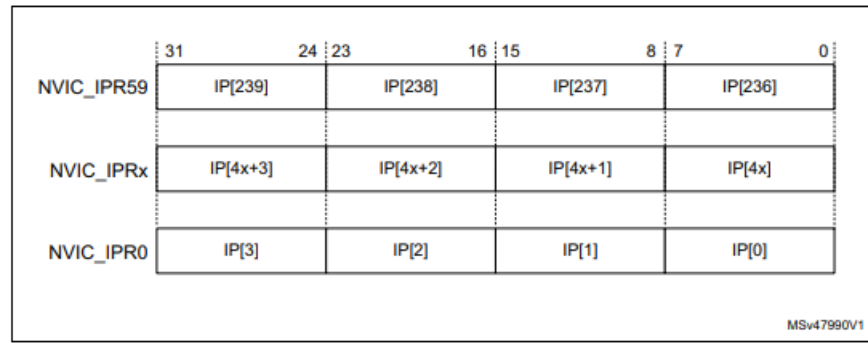 31 24 23 16 15 8 7 0
NVIC_IPR59 IP[239] IP[238] IP[237] IP[236]
NVIC_IPRx IP[4x+3] IP[4x+2] IP[4x+1] IP[4x]
NVIC_IPR0 IP[3] IP[2] IP[1] IP[0]
MSv47990V1